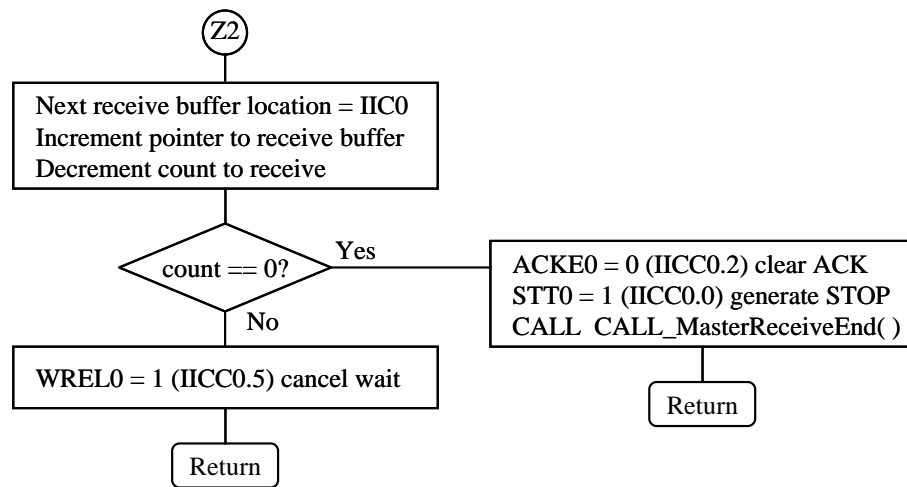 Z2
Next receive buffer location = IIC0
Increment pointer to receive buffer
Decrement count to receive
count == 0?
Yes
ACKE0 = 0 (IICC0.2) clear ACK
STT0 = 1 (IICC0.0) generate STOP
CALL CALL_MasterReceiveEnd( )
Return
No
WREL0 = 1 (IICC0.5) cancel wait
Return